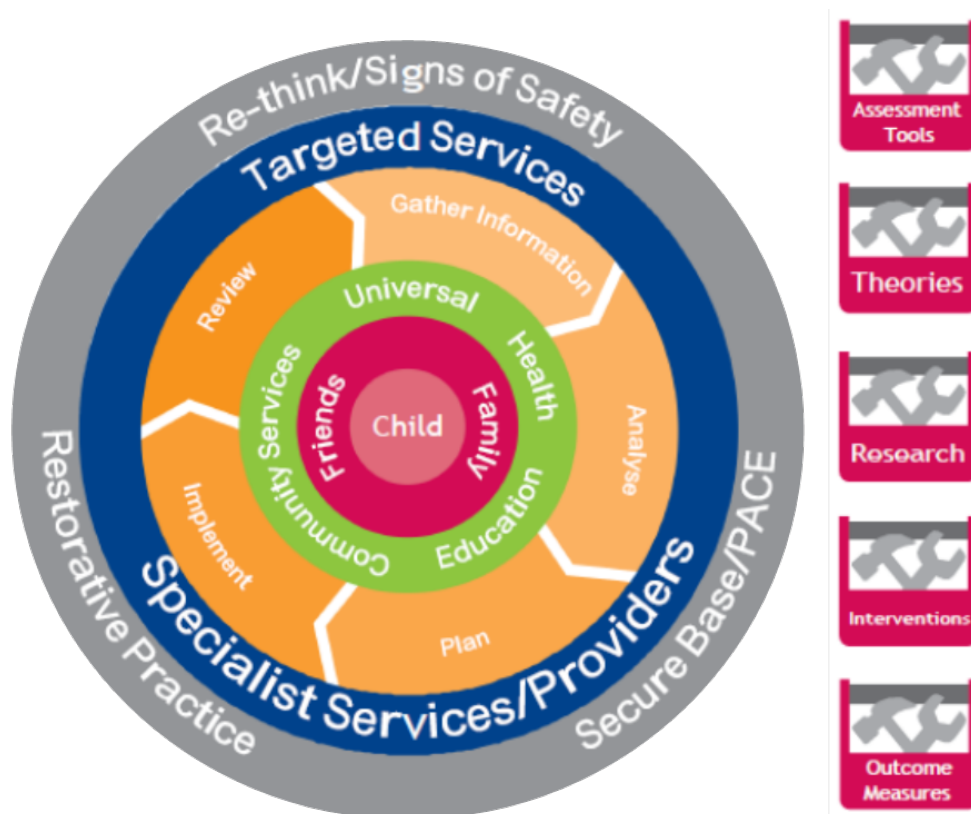 Re-think/Signs of Safety
Targeted Services
Gather Information
Review
Universal
Health
Community Services
Friends
Child
Family
Analyse
Education
Implement
Plan
Specialist Services/Providers
Restorative Practice
Secure Base/PACE
Assessment
Tools
Theories
Research
Interventions
Outcome
Measures